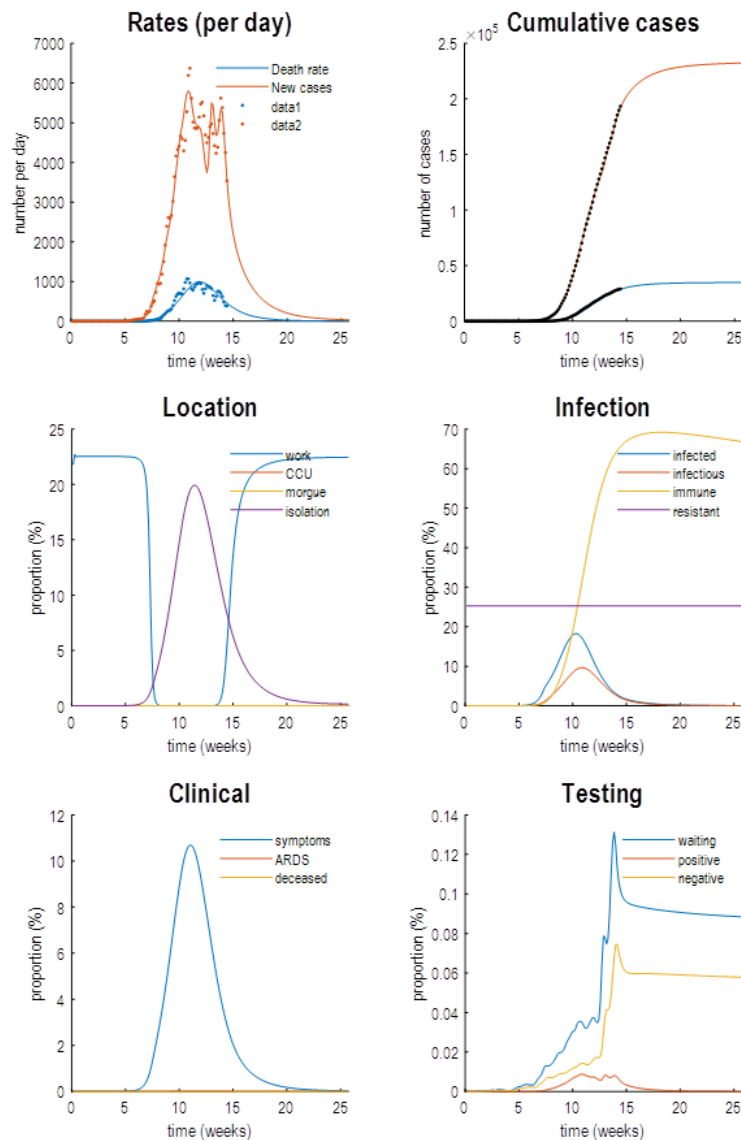 Rates (per day)
number per day
7000
6000
5000
4000
3000
2000
1000
0
Death rate
New cases
data1
data2
0 5 10 15 20 25
time (weeks)
Cumulative cases
×10^5
number of cases
2.5
2
1.5
1
0.5
0
0 5 10 15 20 25
time (weeks)
Location
proportion (%)
25
20
15
10
5
0
work
CCU
morgue
isolation
0 5 10 15 20 25
time (weeks)
Infection
proportion (%)
70
60
50
40
30
20
10
0
infected
infectious
immune
resistant
0 5 10 15 20 25
time (weeks)
Clinical
proportion (%)
12
10
8
6
4
2
0
symptoms
ARDS
deceased
0 5 10 15 20 25
time (weeks)
Testing
proportion (%)
0.14
0.12
0.1
0.08
0.06
0.04
0.02
0
waiting
positive
negative
0 5 10 15 20 25
time (weeks)